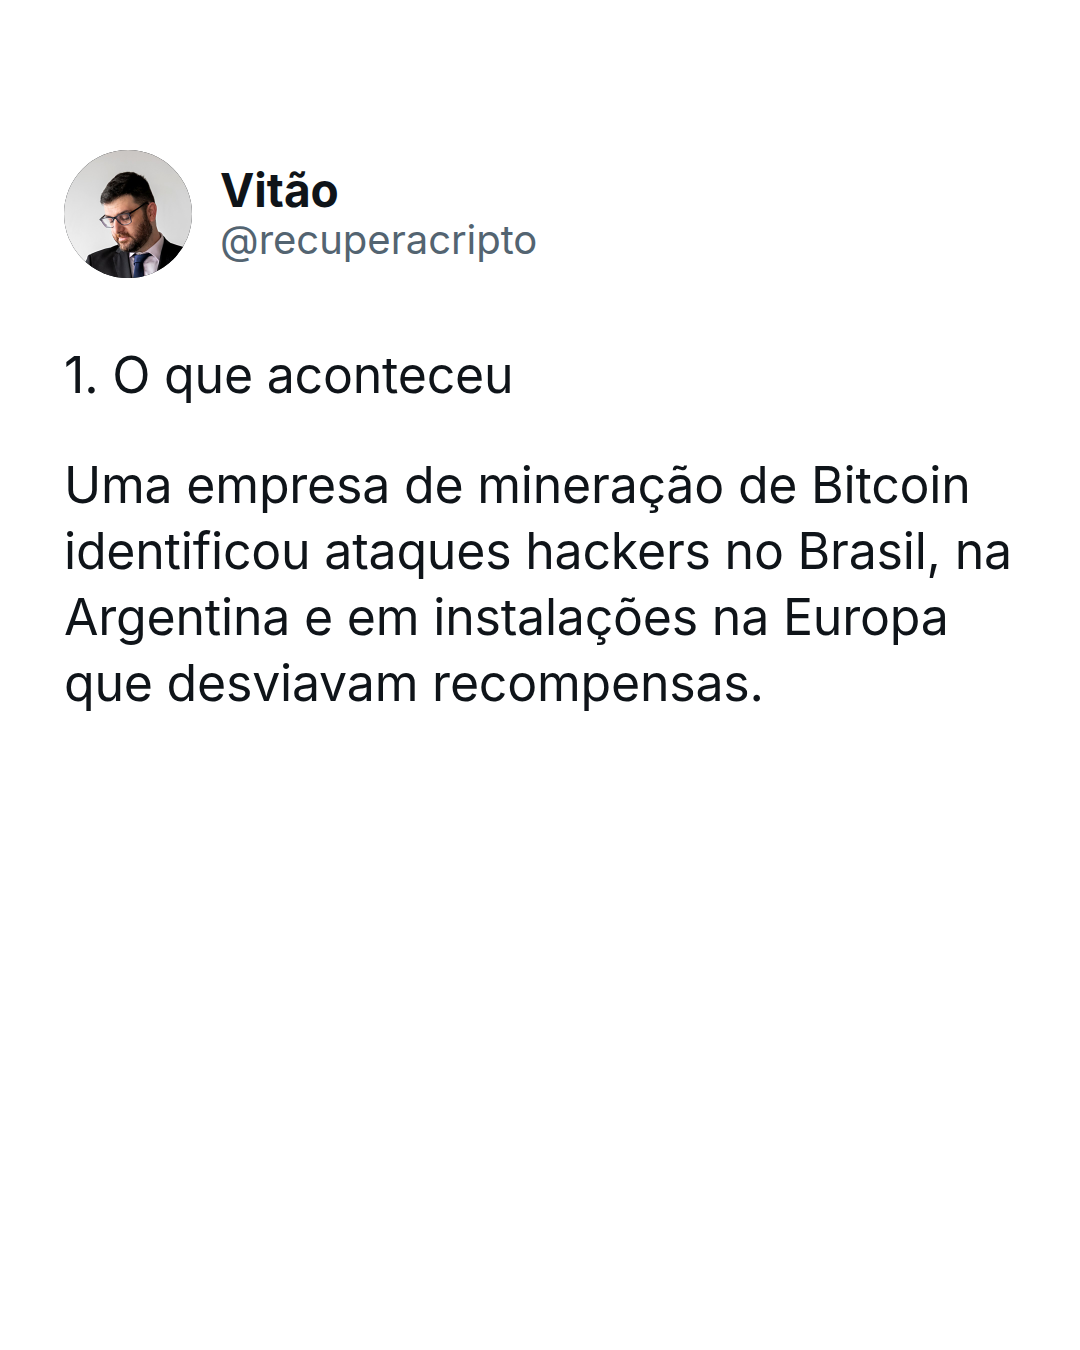 Vitão
@recuperacripto
1. O que aconteceu
Uma empresa de mineração de Bitcoin
identificou ataques hackers no Brasil, na
Argentina e em instalações na Europa
que desviavam recompensas.